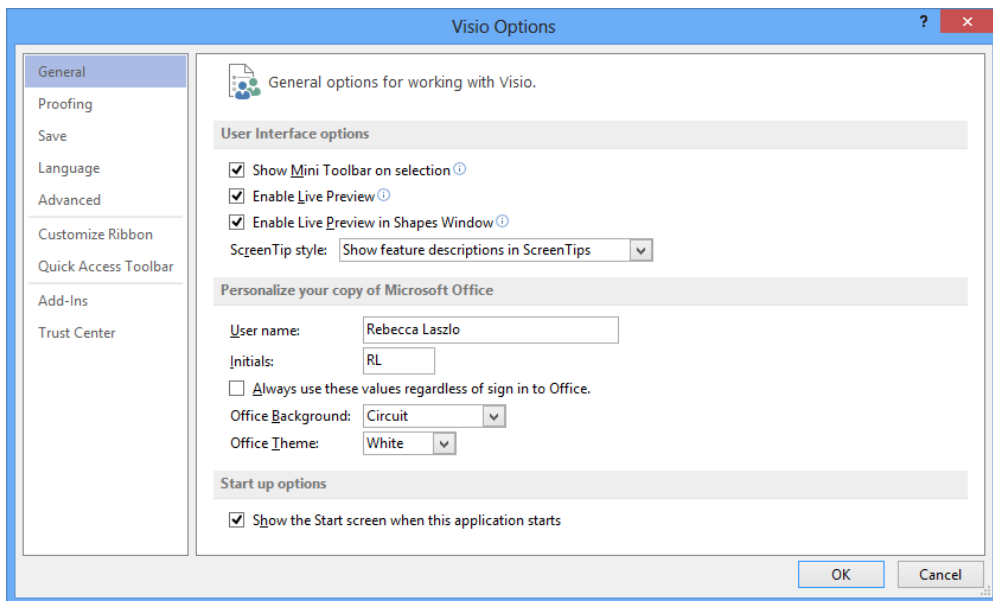 Visio Options
?
General
Proofing
Save
Language
Advanced
Customize Ribbon
Quick Access Toolbar
Add-Ins
Trust Center
General options for working with Visio.
User Interface options
Show Mini Toolbar on selection
Enable Live Preview
Enable Live Preview in Shapes Window
ScreenTip style: Show feature descriptions in ScreenTips
Personalize your copy of Microsoft Office
User name: Rebecca Laszlo
Initials: RL
Always use these values regardless of sign in to Office.
Office Background: Circuit
Office Theme: White
Start up options
Show the Start screen when this application starts
OK Cancel